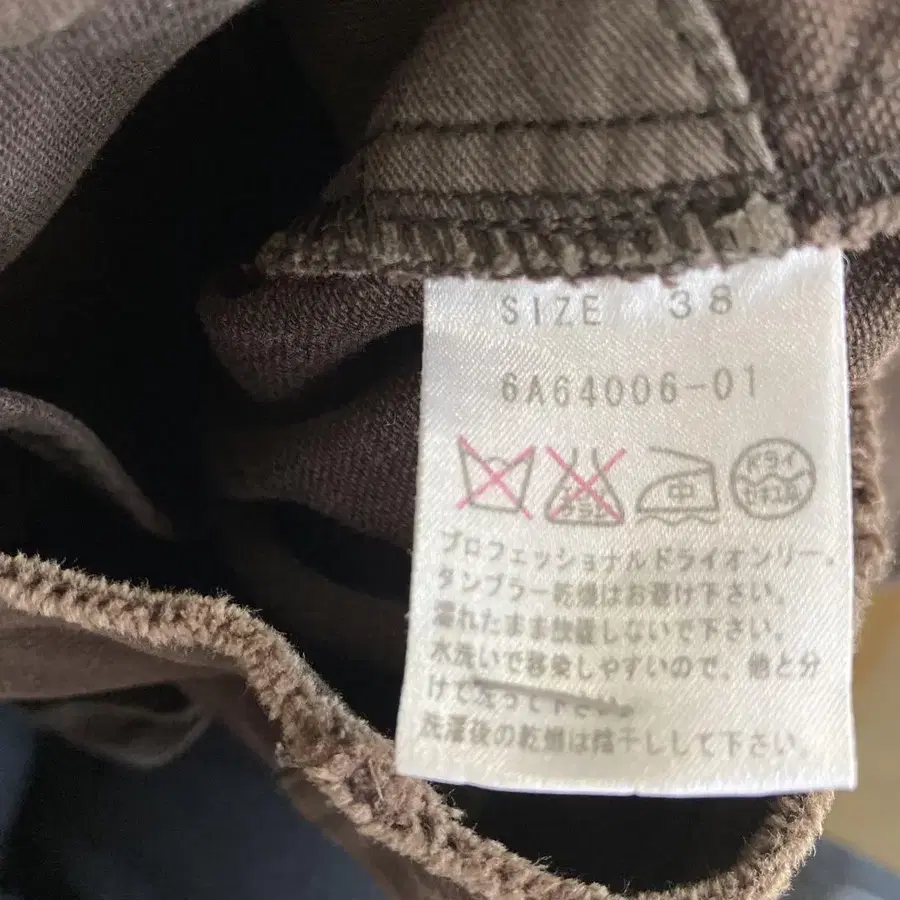 SIZE 38
6A64006-01
中 ドライ
プロフェッショナルドライオンリー.
タンブラー乾燥はお避け下さい.
濡れたまま放置しないで下さい.
水洗いで移染しやすいので、他と分
けて洗って下さい.
洗濯後の乾燥は陰干しして下さい.